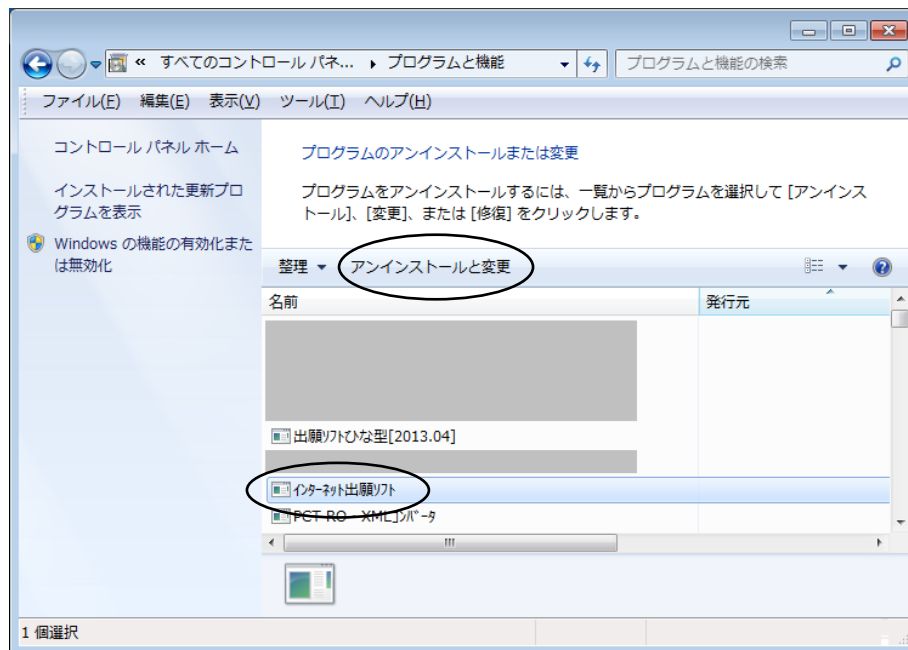 « すべてのコントロール パネ... ▸ プログラムと機能
プログラムと機能の検索
ファイル(F) 編集(E) 表示(V) ツール(T) ヘルプ(H)
コントロール パネル ホーム
インストールされた更新プロ
グラムを表示
Windows の機能の有効化また
は無効化
プログラムのアンインストールまたは変更
プログラムをアンインストールするには、一覧からプログラムを選択して [アンインス
トール]、[変更]、または [修復] をクリックします。
整理 ▼ アンインストールと変更
名前 発行元
出願ソフトひな型[2013.04]
インターネット出願ソフト
PCT-RO - XMLコンバータ
1 個選択